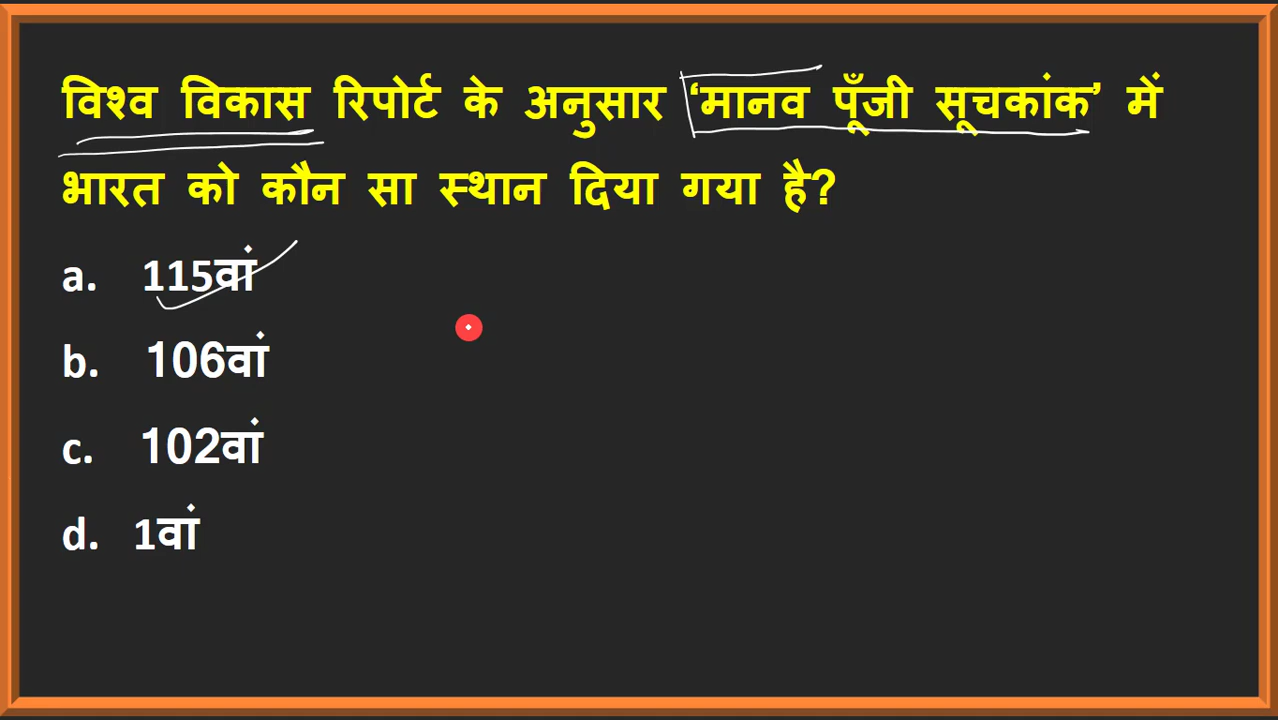 विश्व विकास रिपोर्ट के अनुसार ‘मानव पूँजी सूचकांक’ में
भारत को कौन सा स्थान दिया गया है?
a. 115वां
b. 106वां
c. 102वां
d. 1वां